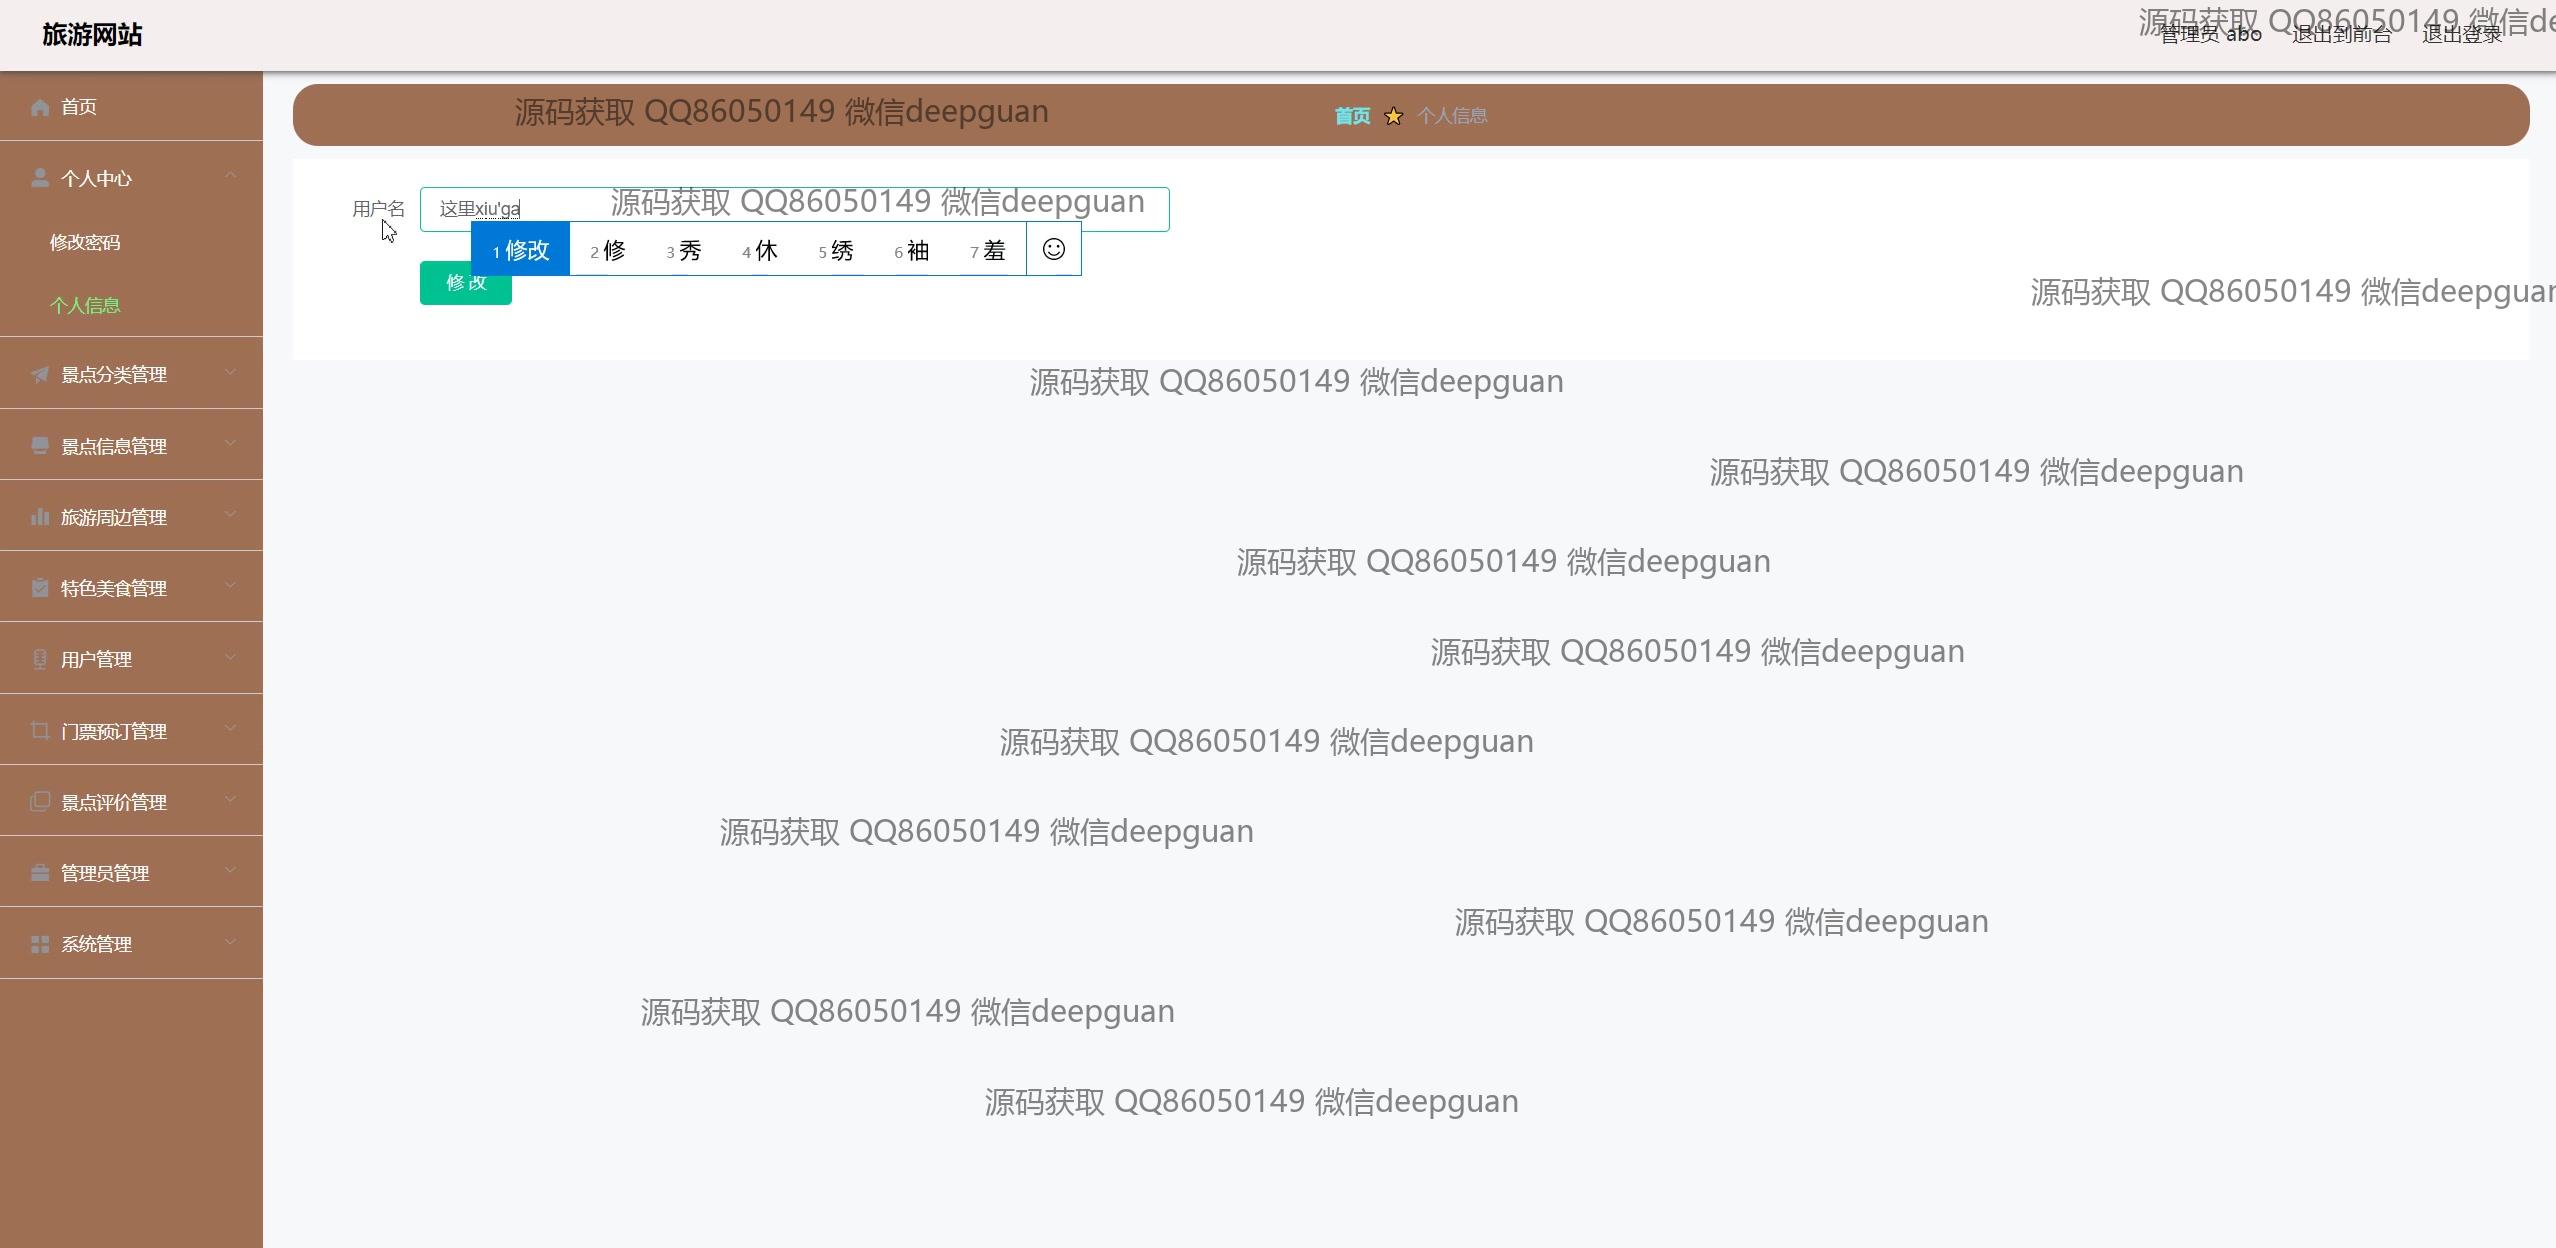 旅游网站
源码获取 QQ86050149 微信de
管理员 abo 退出到前台 退出登录
首页
源码获取 QQ86050149 微信deepguan
首页 个人信息
个人中心
用户名
这里xiu'ga
源码获取 QQ86050149 微信deepguan
修改密码
1 修改 2 修 3 秀 4 休 5 绣 6 袖 7 羞
修改
源码获取 QQ86050149 微信deepguan
个人信息
景点分类管理
源码获取 QQ86050149 微信deepguan
景点信息管理
源码获取 QQ86050149 微信deepguan
旅游周边管理
源码获取 QQ86050149 微信deepguan
特色美食管理
用户管理
源码获取 QQ86050149 微信deepguan
门票预订管理
源码获取 QQ86050149 微信deepguan
景点评价管理
源码获取 QQ86050149 微信deepguan
管理员管理
源码获取 QQ86050149 微信deepguan
系统管理
源码获取 QQ86050149 微信deepguan
源码获取 QQ86050149 微信deepguan